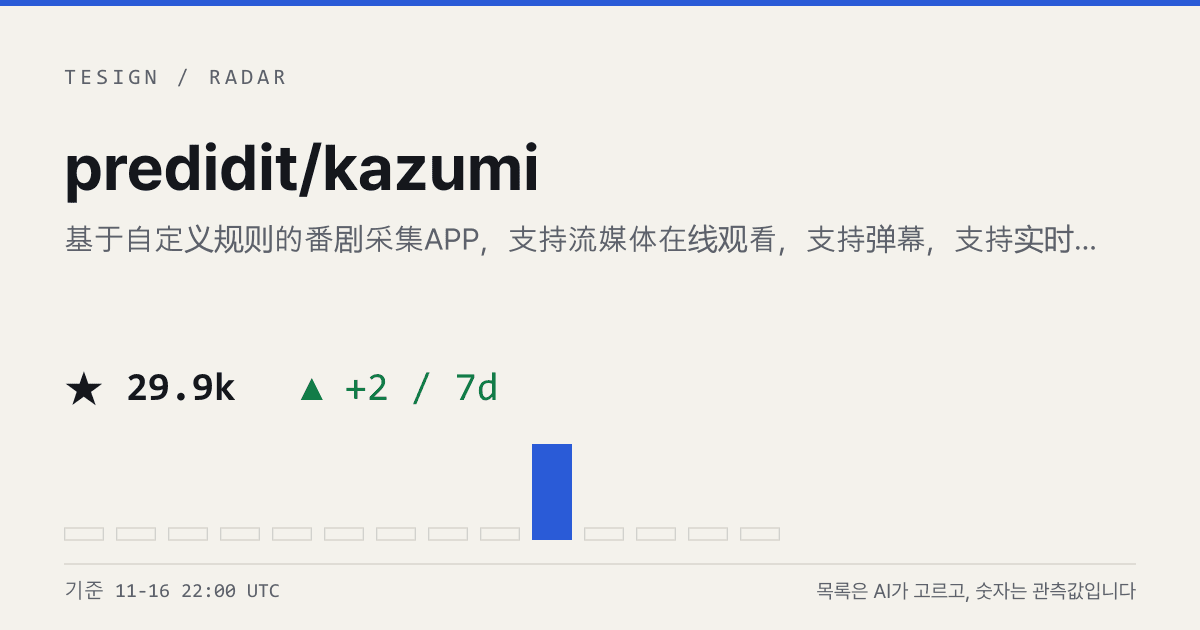 TESIGN / RADAR
predidit/kazumi
基于自定义规则的番剧采集APP，支持流媒体在线观看，支持弹幕，支持实时…
★ 29.9k ▲ +2 / 7d
기준 11-16 22:00 UTC
목록은 AI가 고르고, 숫자는 관측값입니다